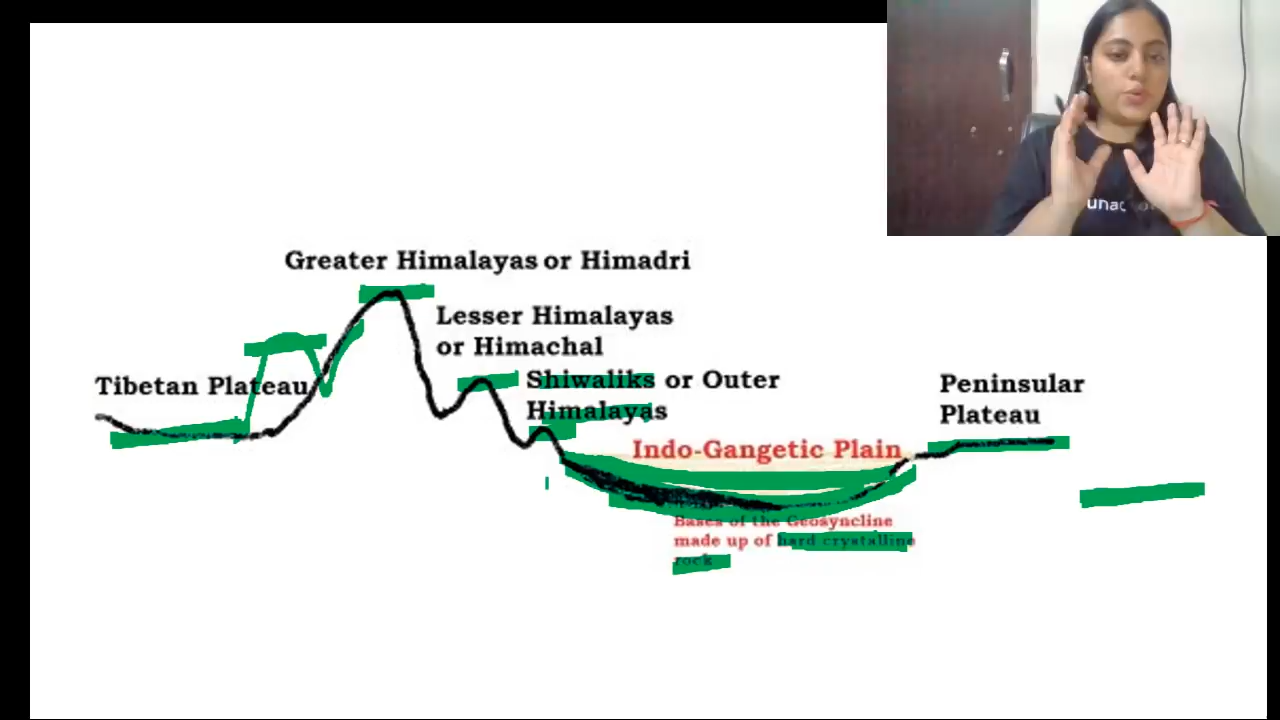 Greater Himalayas or Himadri
Lesser Himalayas
or Himachal
Tibetan Plateau
Shiwaliks or Outer
Himalayas
Peninsular
Plateau
Indo-Gangetic Plain
Bases of the Geosyncline
made up of hard crystalline
rock